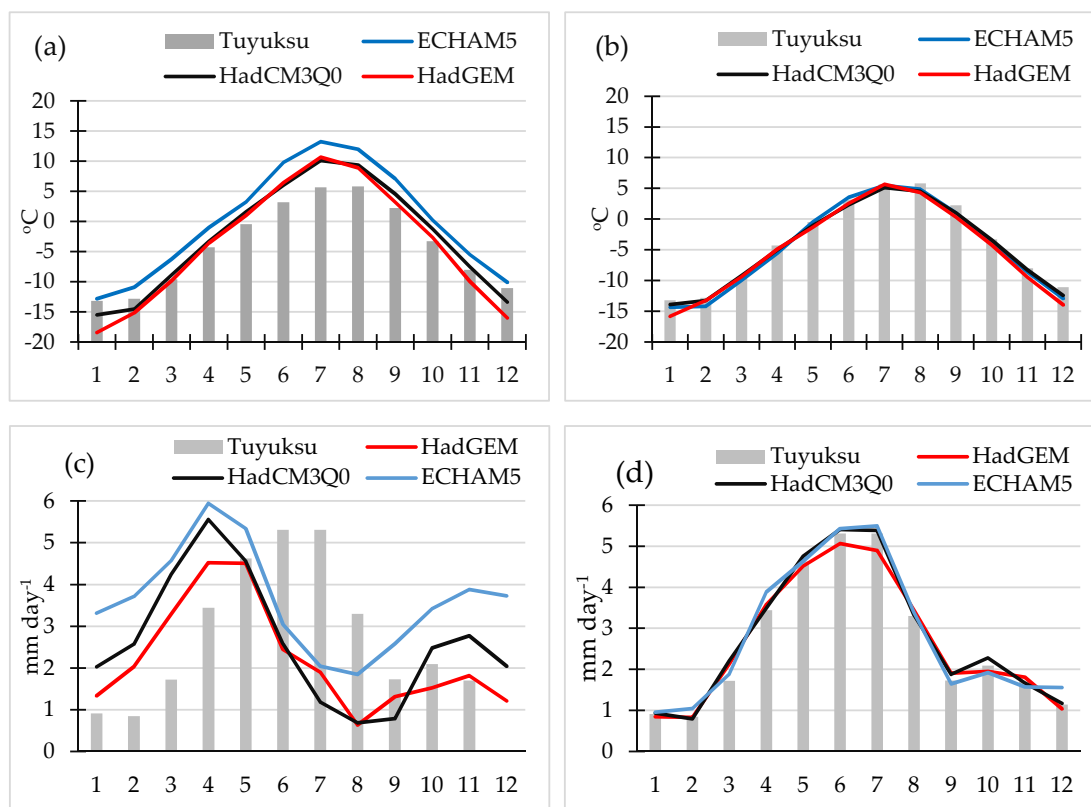 (a)
Tuyuksu ECHAM5
HadCM3Q0 HadGEM
20
15
10
5
0
-5
-10
-15
-20
°C
1 2 3 4 5 6 7 8 9 10 11 12
(b)
Tuyuksu ECHAM5
HadCM3Q0 HadGEM
20
15
10
5
0
-5
-10
-15
-20
°C
1 2 3 4 5 6 7 8 9 10 11 12
(c)
Tuyuksu HadGEM
HadCM3Q0 ECHAM5
6
5
4
3
2
1
0
mm day⁻¹
1 2 3 4 5 6 7 8 9 10 11 12
(d)
Tuyuksu HadGEM
HadCM3Q0 ECHAM5
6
5
4
3
2
1
0
mm day⁻¹
1 2 3 4 5 6 7 8 9 10 11 12